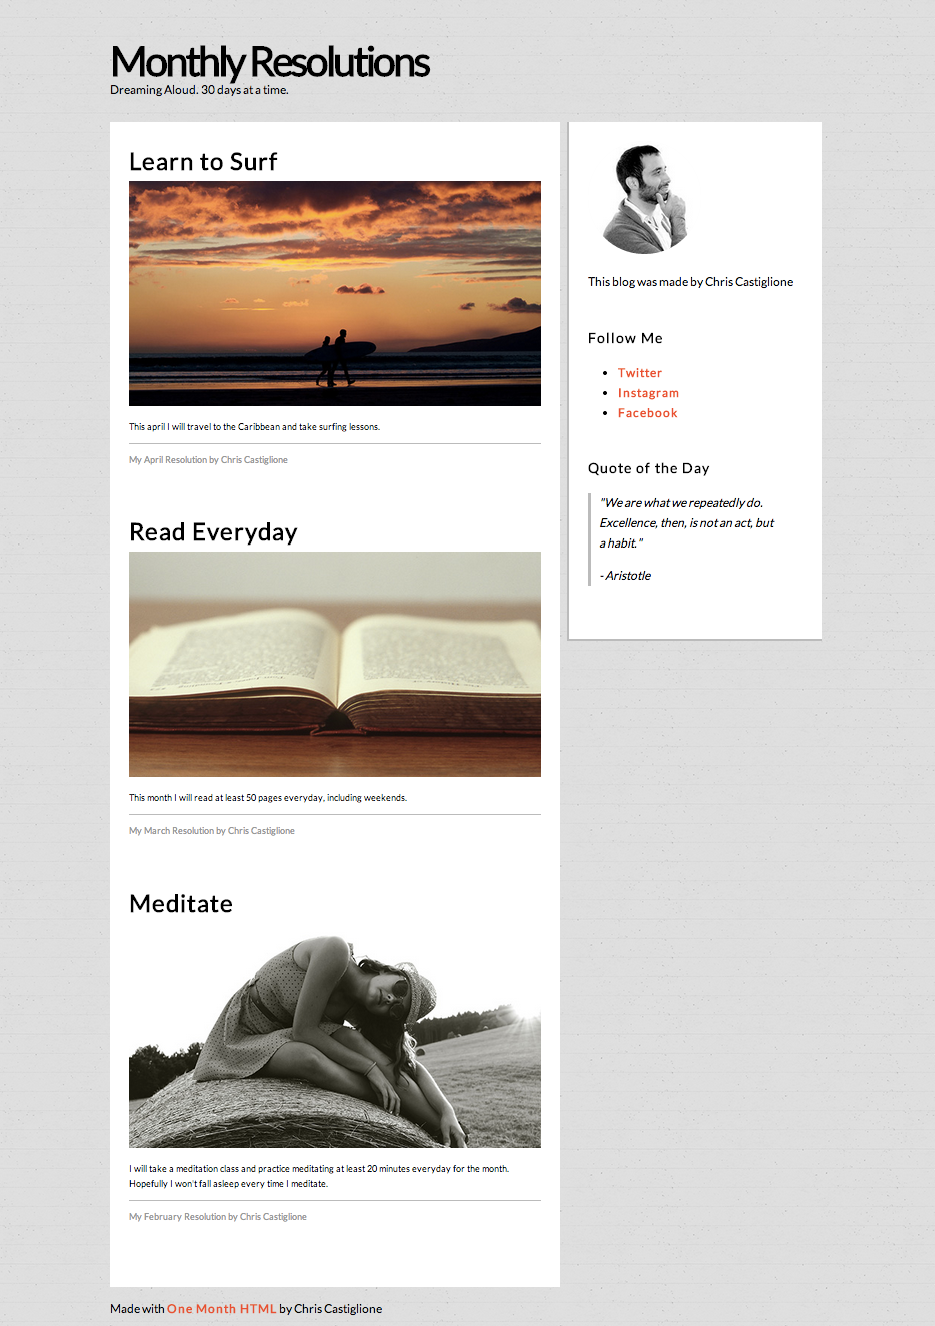 Monthly Resolutions
Dreaming Aloud. 30 days at a time.
Learn to Surf
This april I will travel to the Caribbean and take surfing lessons.
My April Resolution by Chris Castiglione
Read Everyday
This month I will read at least 50 pages everyday, including weekends.
My March Resolution by Chris Castiglione
Meditate
I will take a meditation class and practice meditating at least 20 minutes everyday for the month.
Hopefully I won't fall asleep every time I meditate.
My February Resolution by Chris Castiglione
This blog was made by Chris Castiglione
Follow Me
Twitter
Instagram
Facebook
Quote of the Day
"We are what we repeatedly do.
Excellence, then, is not an act, but
a habit."
- Aristotle
Made with One Month HTML by Chris Castiglione